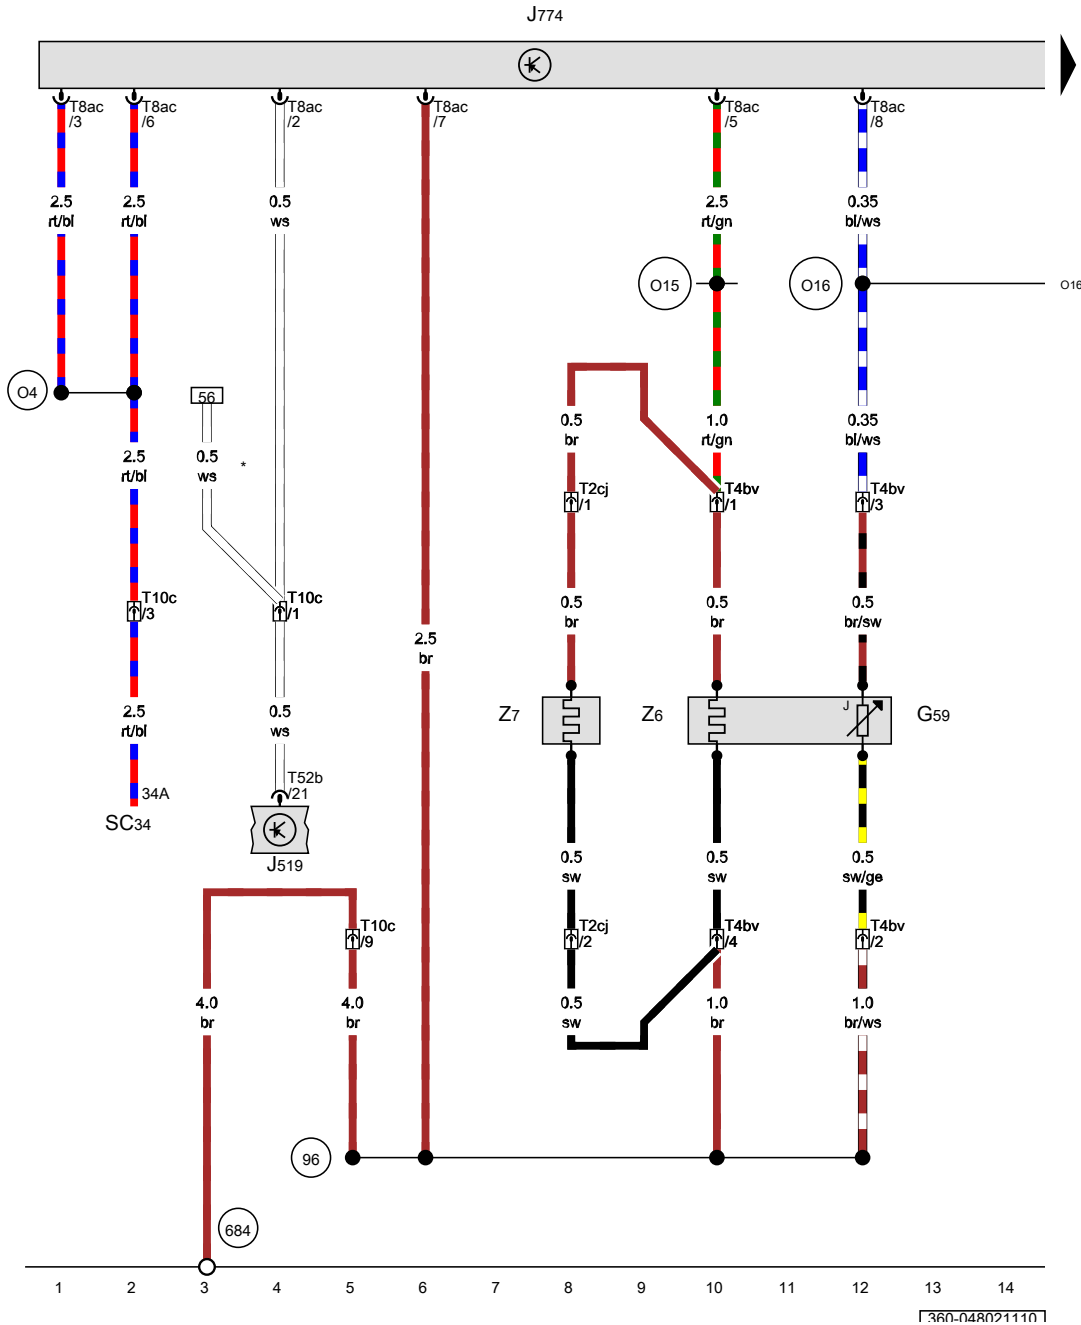 J774
T8ac /3
T8ac /6
T8ac /2
T8ac /7
T8ac /5
T8ac /8
2.5 rt/bl
2.5 rt/bl
0.5 ws
2.5 rt/gn
0.35 bl/ws
O15
O16
O16
O4
56
2.5 rt/bl
0.5 ws
*
0.5 br
1.0 rt/gn
0.35 bl/ws
T2cj /1
T4bv /1
T4bv /3
T10c /3
T10c /1
0.5 br
0.5 br
0.5 br/sw
2.5 br
2.5 rt/bl
0.5 ws
Z7
Z6
J
G59
34A
SC34
T52b /21
J519
0.5 sw
0.5 sw
0.5 sw/ge
T10c /9
T2cj /2
T4bv /4
T4bv /2
4.0 br
4.0 br
0.5 sw
1.0 br
1.0 br/ws
96
684
1 2 3 4 5 6 7 8 9 10 11 12 13 14
360-048021110